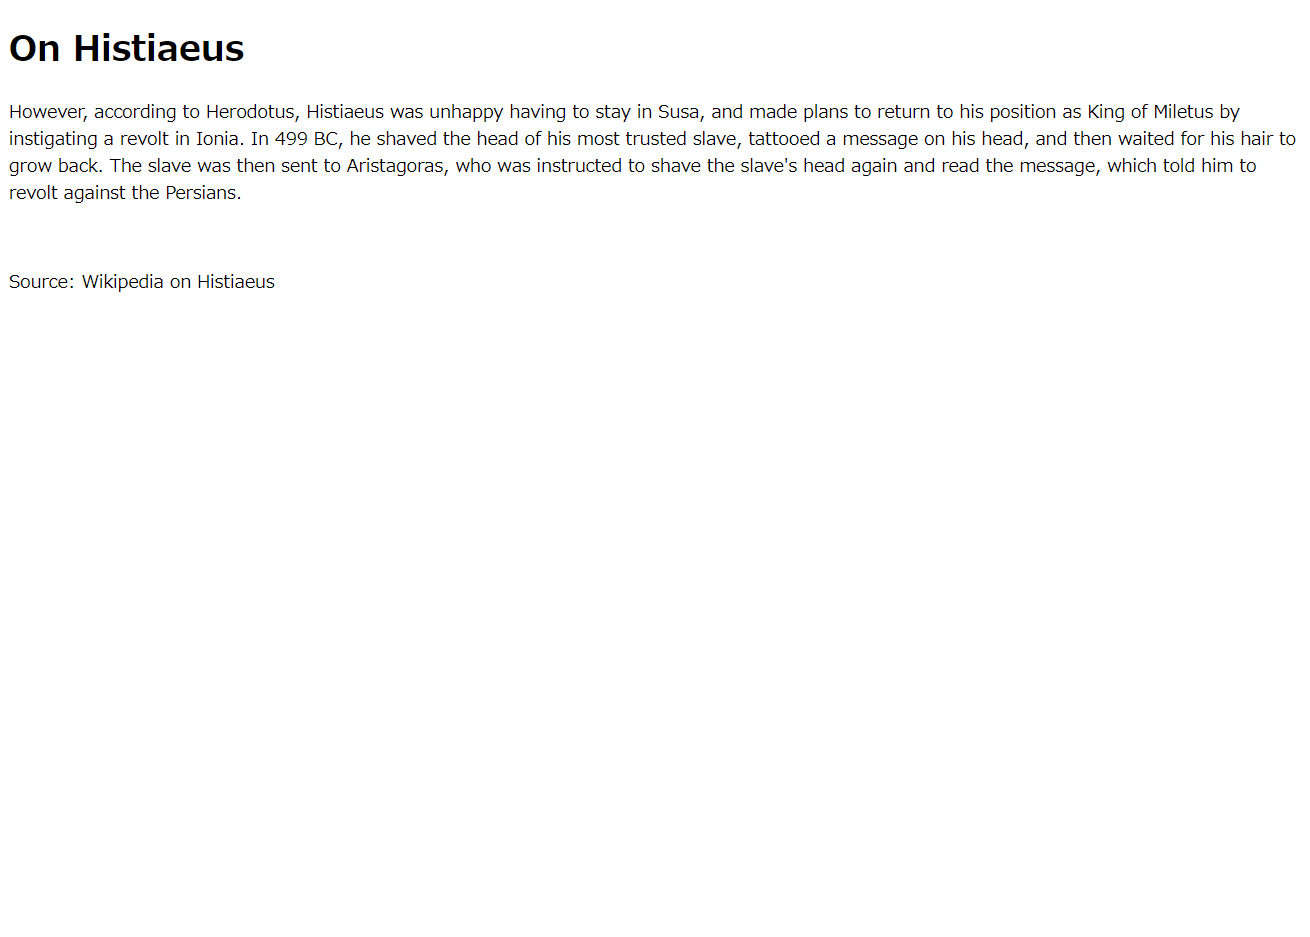 On Histiaeus
However, according to Herodotus, Histiaeus was unhappy having to stay in Susa, and made plans to return to his position as King of Miletus by
instigating a revolt in Ionia. In 499 BC, he shaved the head of his most trusted slave, tattooed a message on his head, and then waited for his hair to
grow back. The slave was then sent to Aristagoras, who was instructed to shave the slave's head again and read the message, which told him to
revolt against the Persians.
Source: Wikipedia on Histiaeus